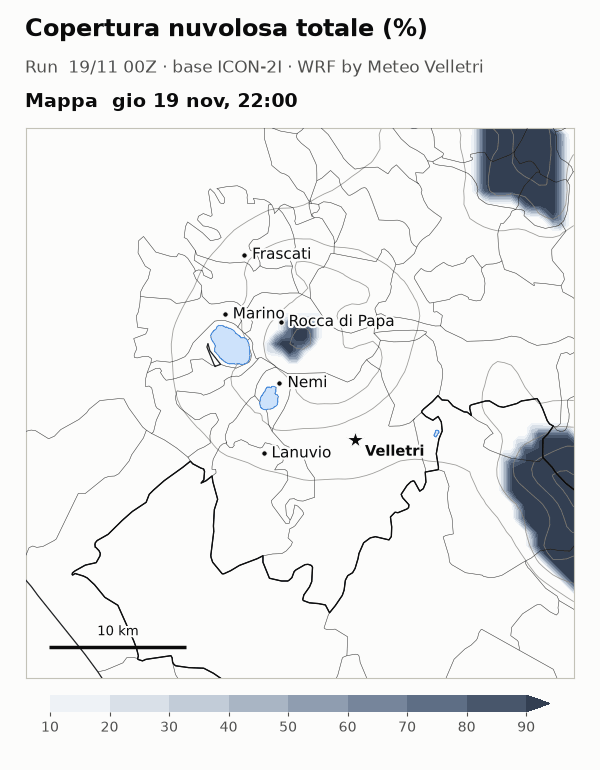 Copertura nuvolosa totale (%)
Run  19/11 00Z · base ICON-2I · WRF by Meteo Velletri
Mappa  gio 19 nov, 22:00
Frascati
Marino
Rocca di Papa
Nemi
Velletri
Lanuvio
10 km
10 20 30 40 50 60 70 80 90